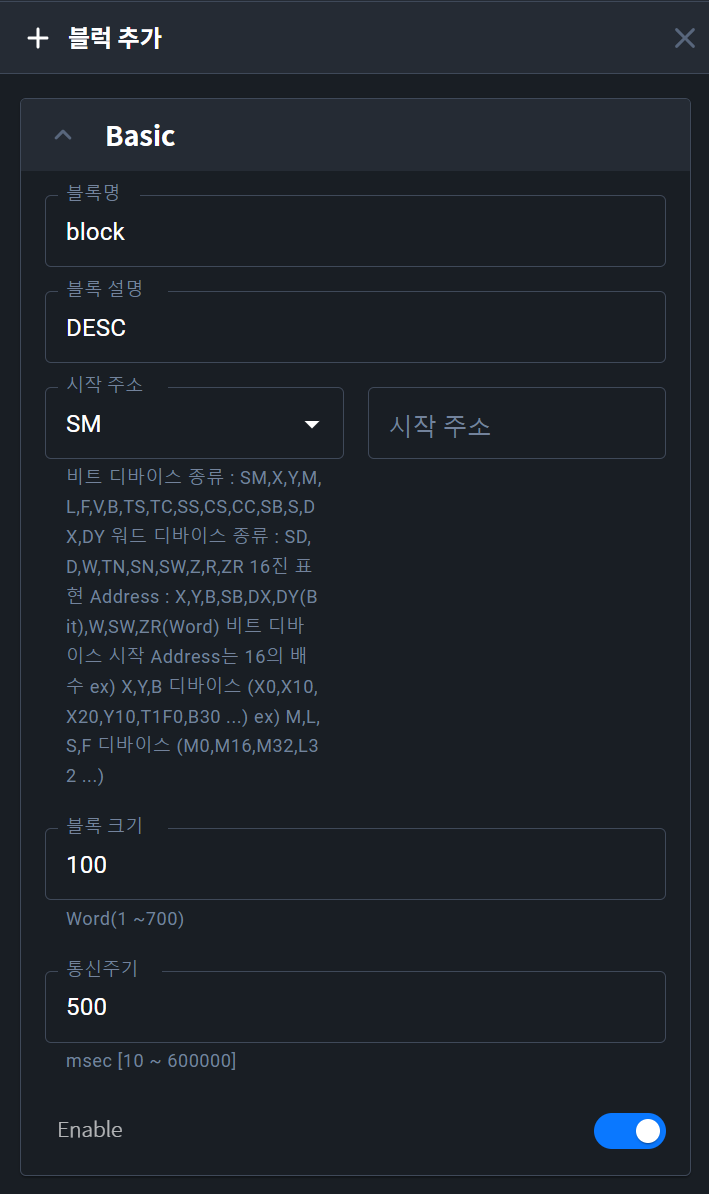 블럭 추가
Basic
블록명
block
블록 설명
DESC
시작 주소
SM
시작 주소
비트 디바이스 종류 : SM,X,Y,M,
L,F,V,B,TS,TC,SS,CS,CC,SB,S,D
X,DY 워드 디바이스 종류 : SD,
D,W,TN,SN,SW,Z,R,ZR 16진 표
현 Address : X,Y,B,SB,DX,DY(B
it),W,SW,ZR(Word) 비트 디바
이스 시작 Address는 16의 배
수 ex) X,Y,B 디바이스 (X0,X10,
X20,Y10,T1F0,B30 ...) ex) M,L,
S,F 디바이스 (M0,M16,M32,L3
2 ...)
블록 크기
100
Word(1 ~700)
통신주기
500
msec [10 ~ 600000]
Enable